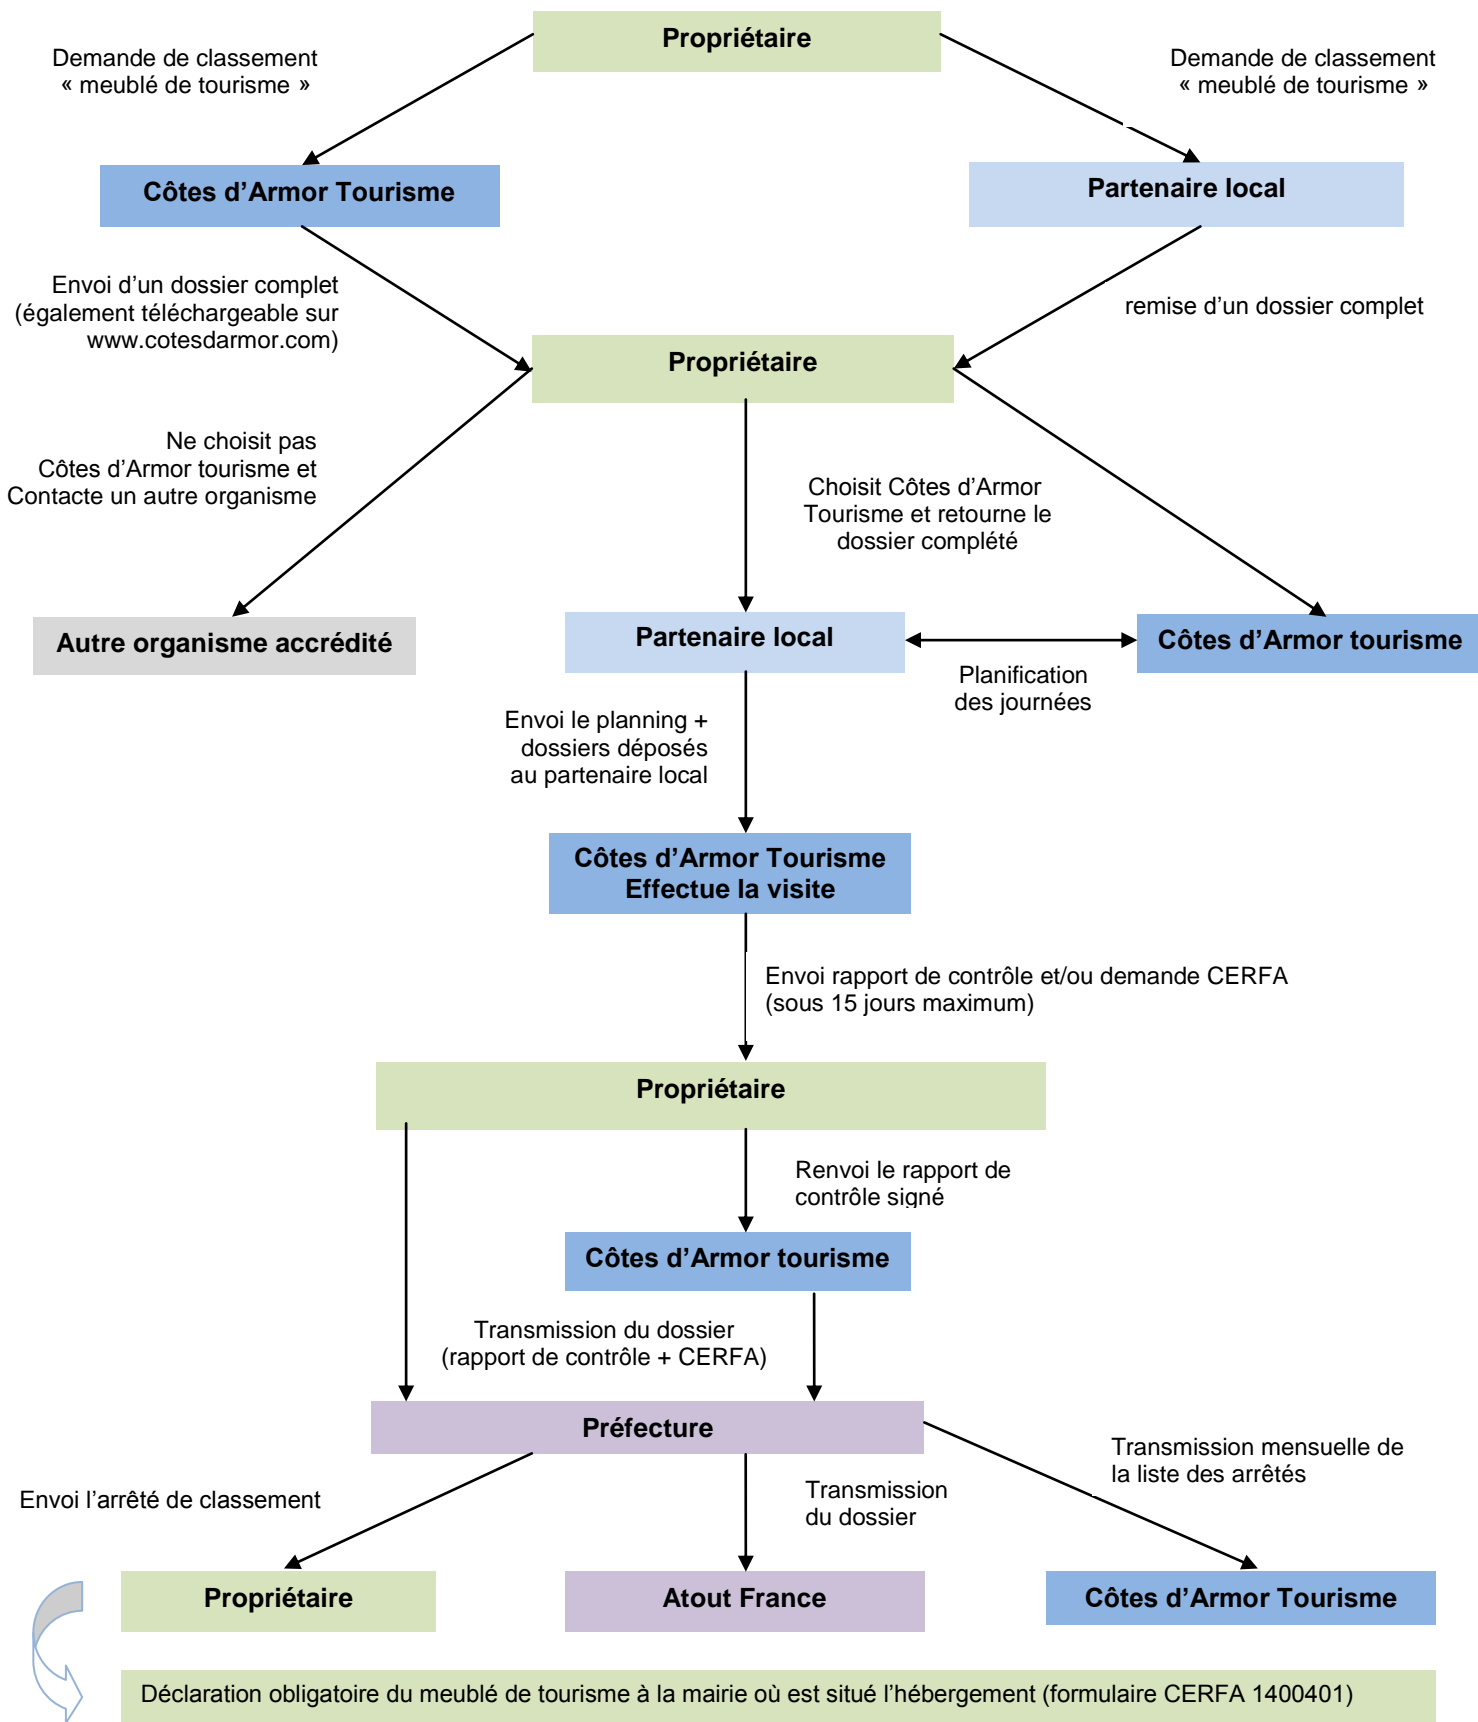 Propriétaire
Demande de classement
« meublé de tourisme »
Demande de classement
« meublé de tourisme »
Côtes d’Armor Tourisme
Partenaire local
Envoi d’un dossier complet
(également téléchargeable sur
www.cotesdarmor.com)
remise d’un dossier complet
Propriétaire
Ne choisit pas
Côtes d’Armor tourisme et
Contacte un autre organisme
Choisit Côtes d’Armor
Tourisme et retourne le
dossier complété
Autre organisme accrédité
Partenaire local
Côtes d’Armor tourisme
Planification
des journées
Envoi le planning +
dossiers déposés
au partenaire local
Côtes d’Armor Tourisme
Effectue la visite
Envoi rapport de contrôle et/ou demande CERFA
(sous 15 jours maximum)
Propriétaire
Renvoi le rapport de
contrôle signé
Côtes d’Armor tourisme
Transmission du dossier
(rapport de contrôle + CERFA)
Préfecture
Envoi l’arrêté de classement
Transmission
du dossier
Transmission mensuelle de
la liste des arrêtés
Propriétaire
Atout France
Côtes d’Armor Tourisme
Déclaration obligatoire du meublé de tourisme à la mairie où est situé l’hébergement (formulaire CERFA 1400401)